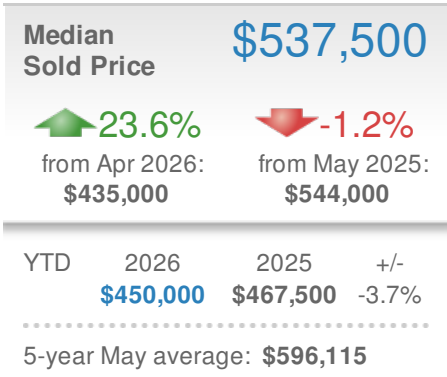 Median $537,500
Sold Price
23.6% -1.2%
from Apr 2026: from May 2025:
$435,000 $544,000
YTD 2026 2025 +/-
$450,000 $467,500 -3.7%
5-year May average: $596,115